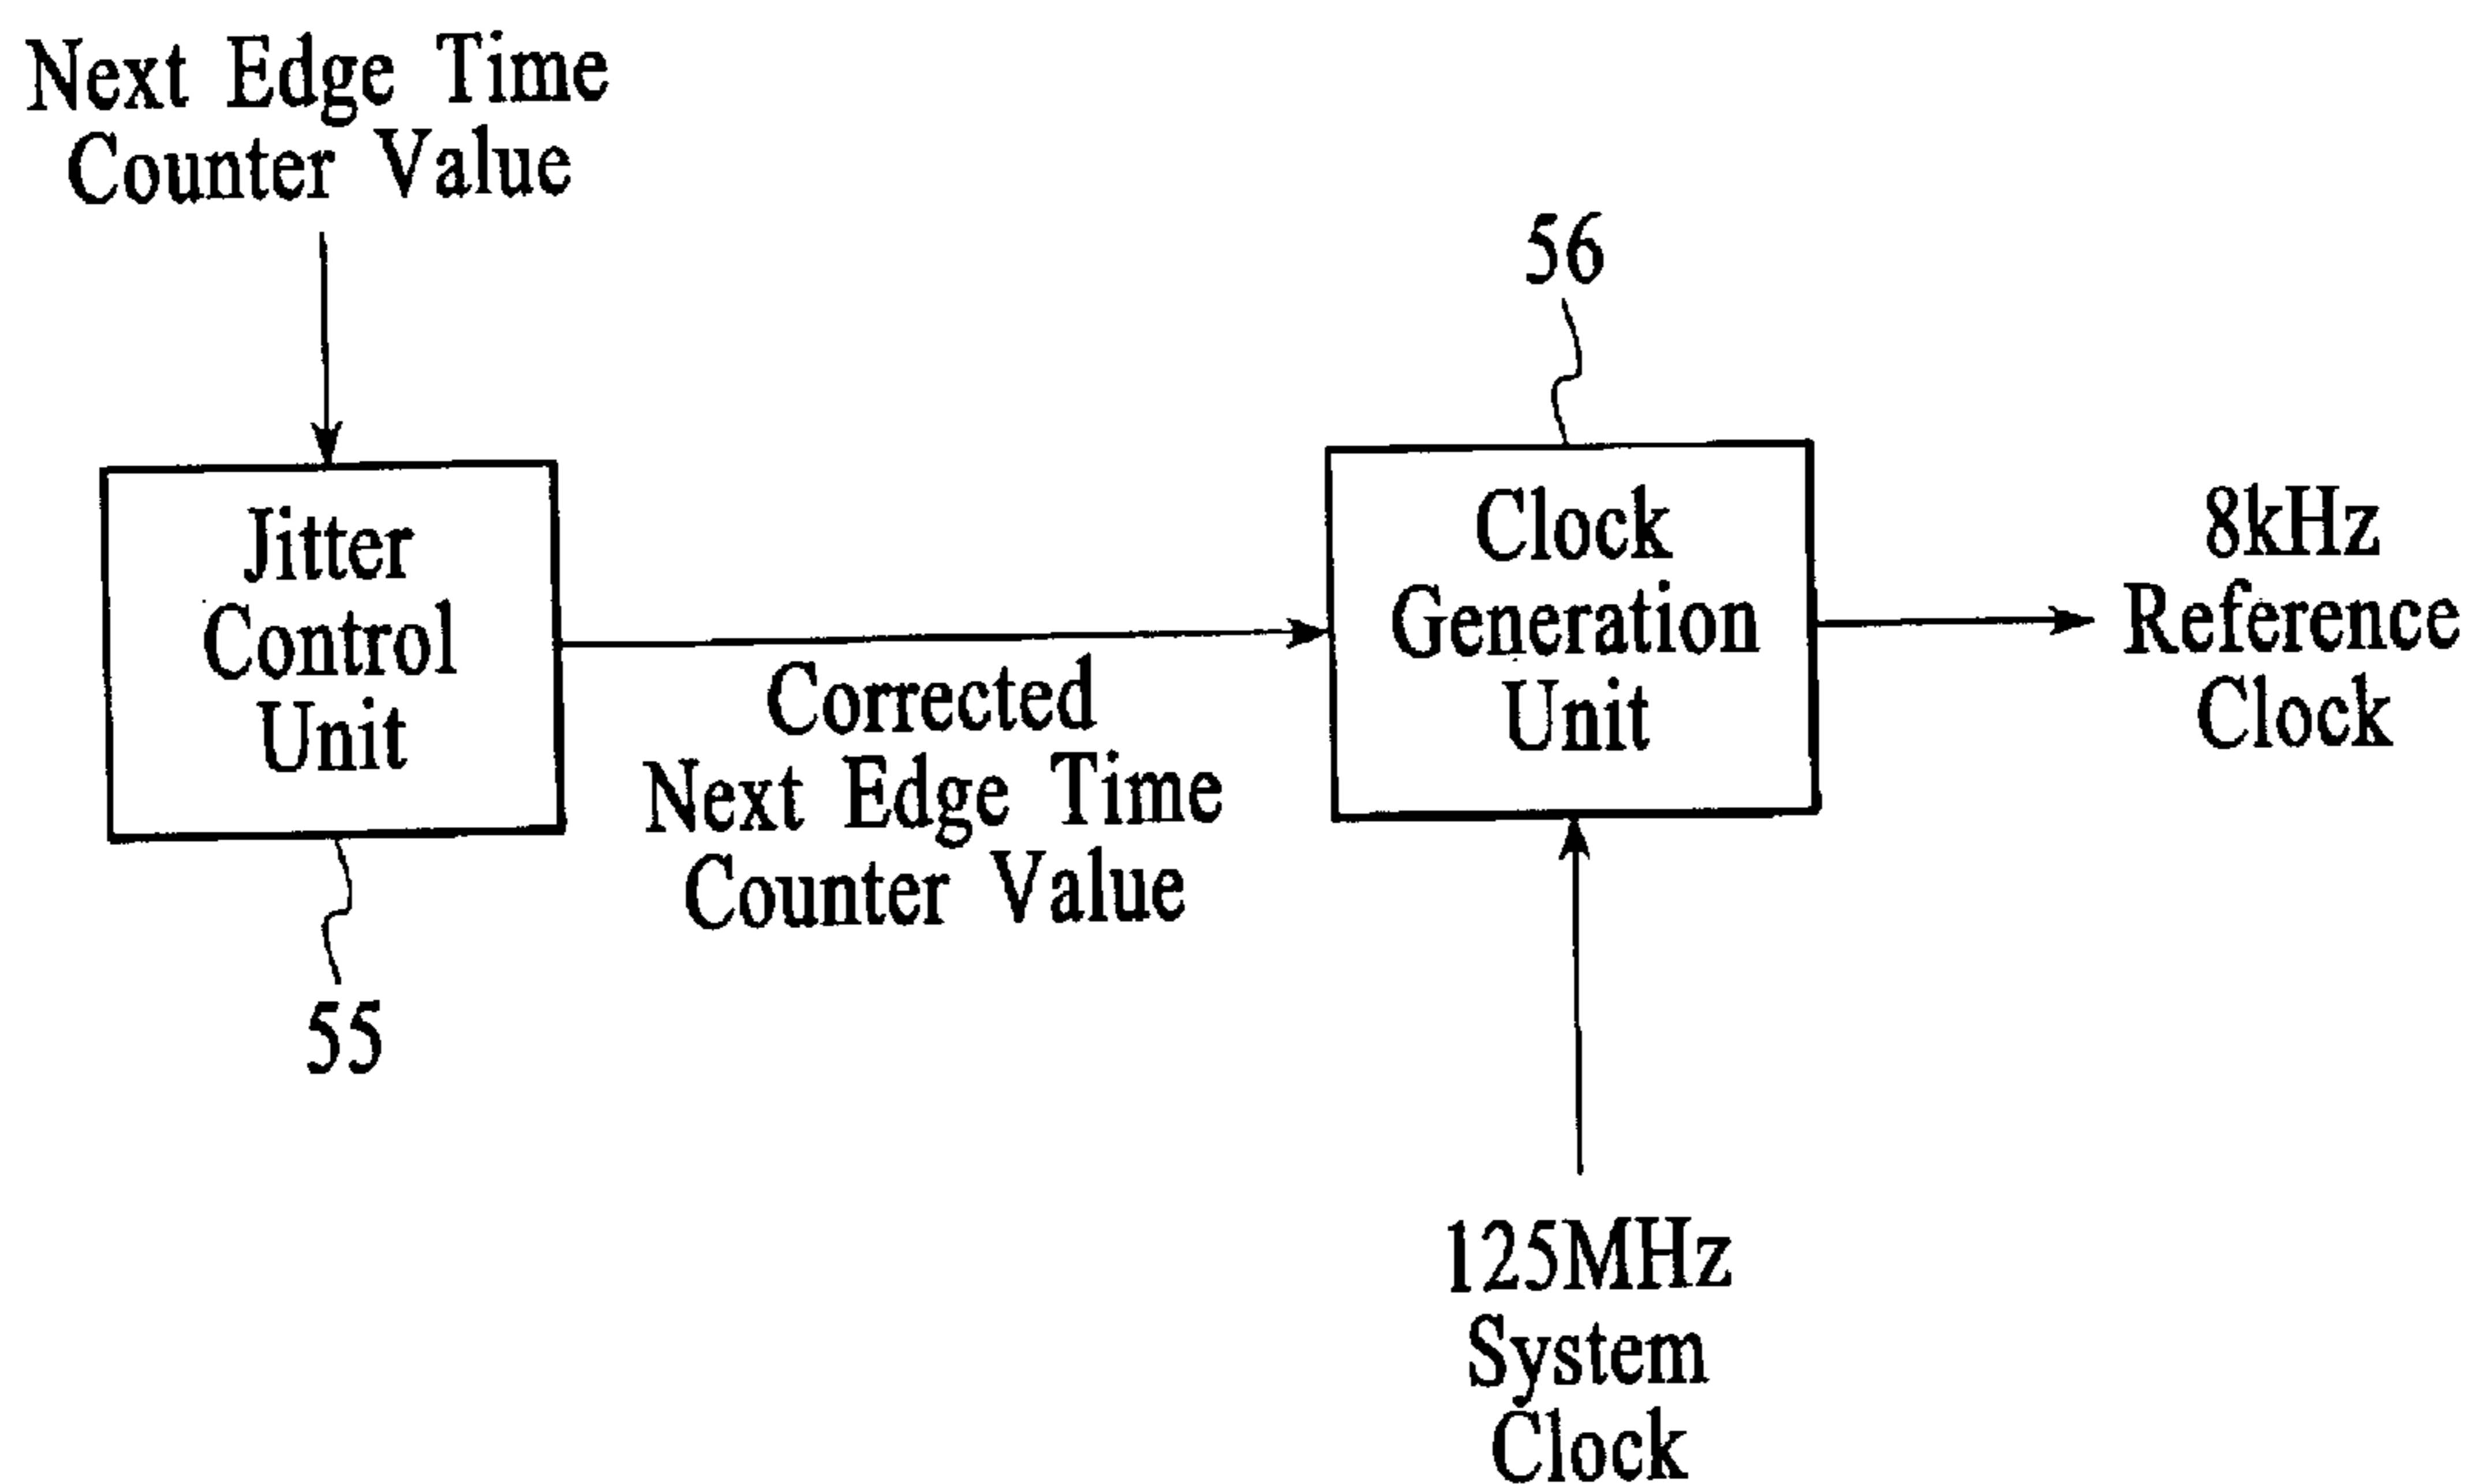 Next Edge Time
Counter Value
56
Jitter
Control
Unit
Clock
Generation
Unit
8kHz
Reference
Clock
Corrected
Next Edge Time
Counter Value
55
125MHz
System
Clock